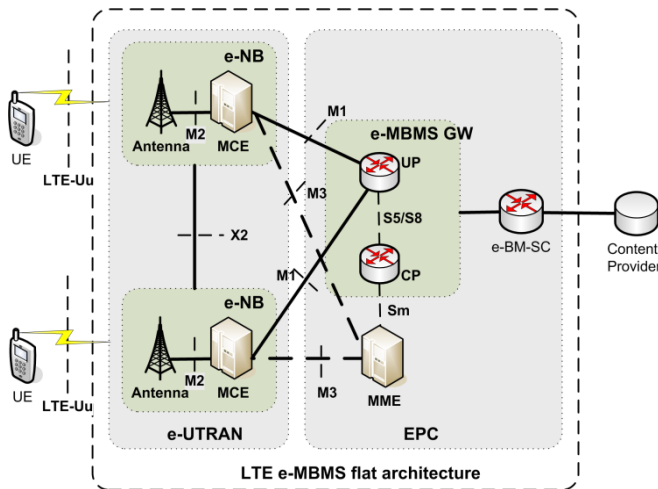 e-NB
M1
M2
Antenna
MCE
UE
LTE-Uu
e-MBMS GW
UP
M3
S5/S8
X2
e-BM-SC
Content
Provider
M1
CP
e-NB
Sm
M2
Antenna
MCE
M3
MME
UE
LTE-Uu
e-UTRAN
EPC
LTE e-MBMS flat architecture